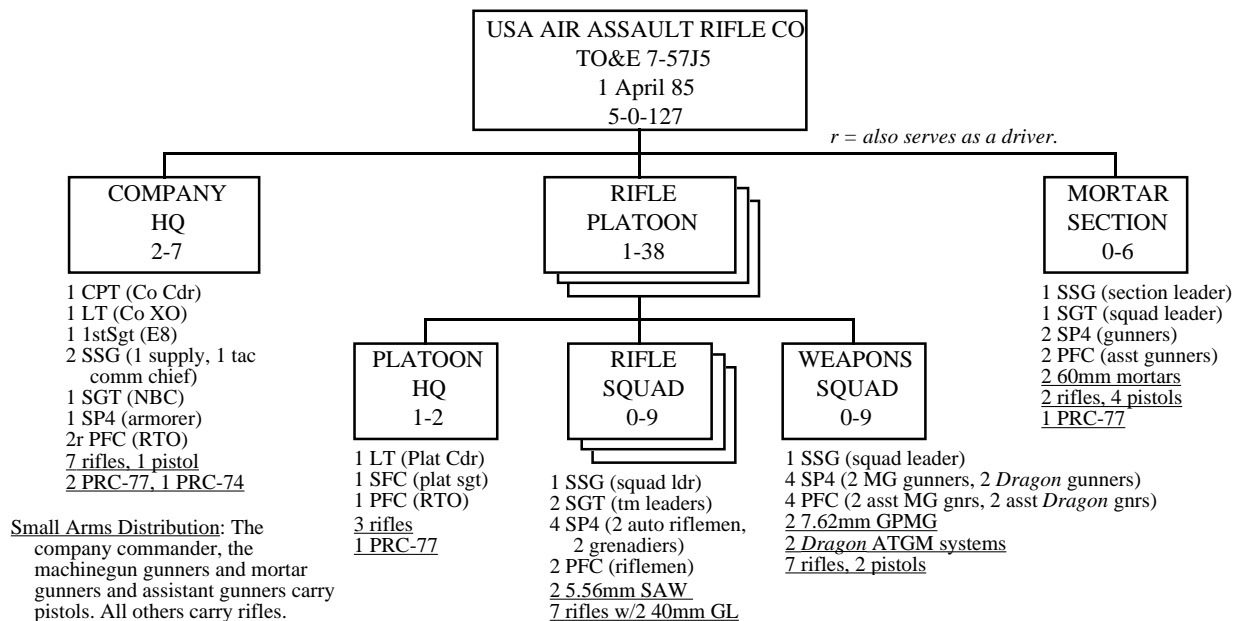 USA AIR ASSAULT RIFLE CO
TO&E 7-57J5
1 April 85
5-0-127
r = also serves as a driver.
COMPANY
HQ
2-7
1 CPT (Co Cdr)
1 LT (Co XO)
1 1stSgt (E8)
2 SSG (1 supply, 1 tac
comm chief)
1 SGT (NBC)
1 SP4 (armorer)
2r PFC (RTO)
7 rifles, 1 pistol
2 PRC-77, 1 PRC-74
Small Arms Distribution: The
company commander, the
machinegun gunners and mortar
gunners and assistant gunners carry
pistols. All others carry rifles.
RIFLE
PLATOON
1-38
PLATOON
HQ
1-2
1 LT (Plat Cdr)
1 SFC (plat sgt)
1 PFC (RTO)
3 rifles
1 PRC-77
RIFLE
SQUAD
0-9
1 SSG (squad ldr)
2 SGT (tm leaders)
4 SP4 (2 auto riflemen,
2 grenadiers)
2 PFC (riflemen)
2 5.56mm SAW
7 rifles w/2 40mm GL
WEAPONS
SQUAD
0-9
1 SSG (squad leader)
4 SP4 (2 MG gunners, 2 Dragon gunners)
4 PFC (2 asst MG gnrs, 2 asst Dragon gnrs)
2 7.62mm GPMG
2 Dragon ATGM systems
7 rifles, 2 pistols
MORTAR
SECTION
0-6
1 SSG (section leader)
1 SGT (squad leader)
2 SP4 (gunners)
2 PFC (asst gunners)
2 60mm mortars
2 rifles, 4 pistols
1 PRC-77